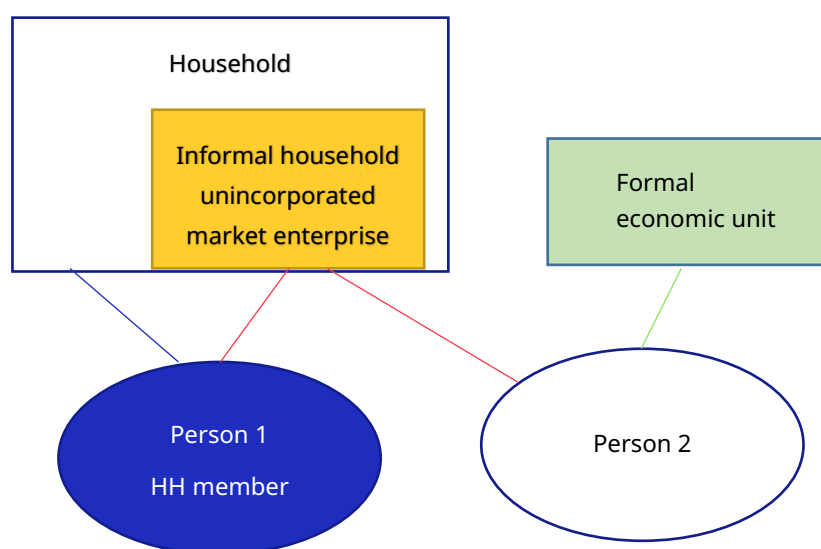 Household
Informal household
unincorporated
market enterprise
Formal
economic unit
Person 1
HH member
Person 2